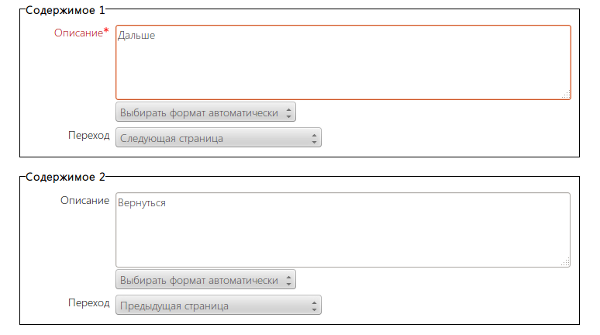 Содержимое 1
Описание*
Дальше
Выбирать формат автоматически
Переход
Следующая страница
Содержимое 2
Описание
Вернуться
Выбирать формат автоматически
Переход
Предыдущая страница